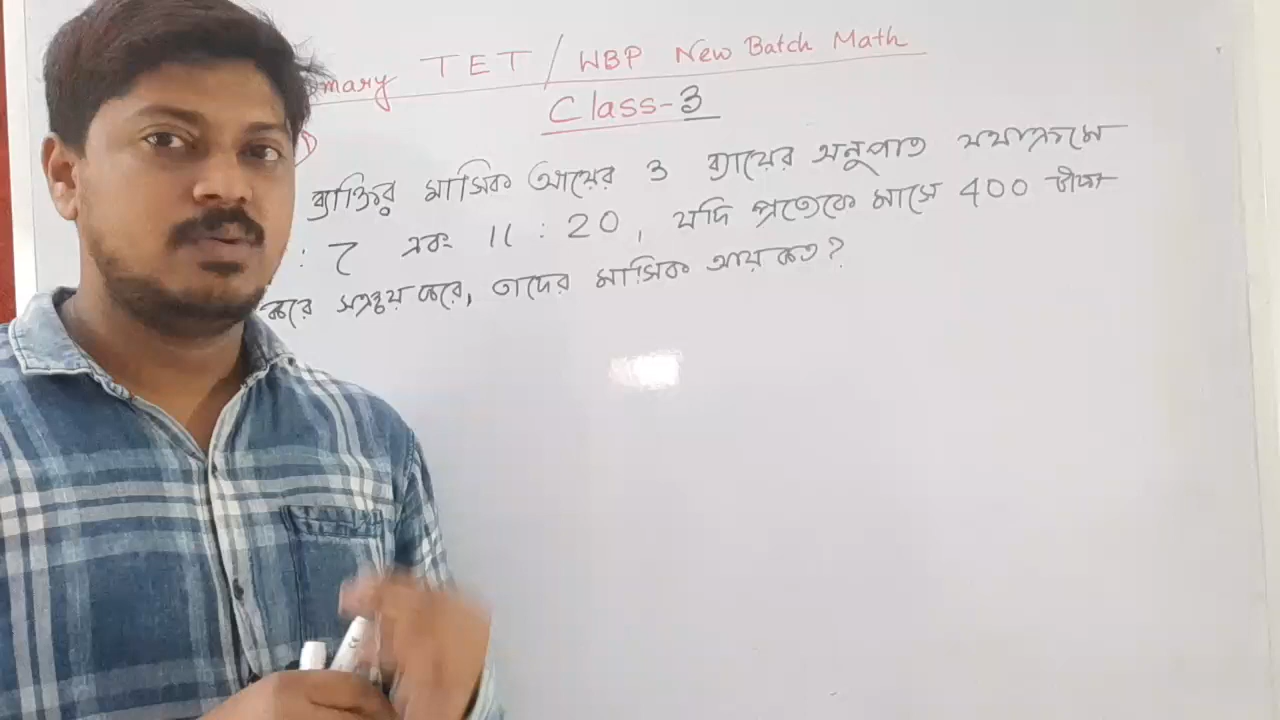 mary TET / WBP New Batch Math
Class-3
ব্যক্তির মাসিক আয়ের ও ব্যায়ের অনুপাত যথাক্রমে
: 7 এবং 11 : 20, যদি প্রত্যেকে মাসে 400 টাকা
করে সঞ্চয় করে, তাদের মাসিক আয় কত?